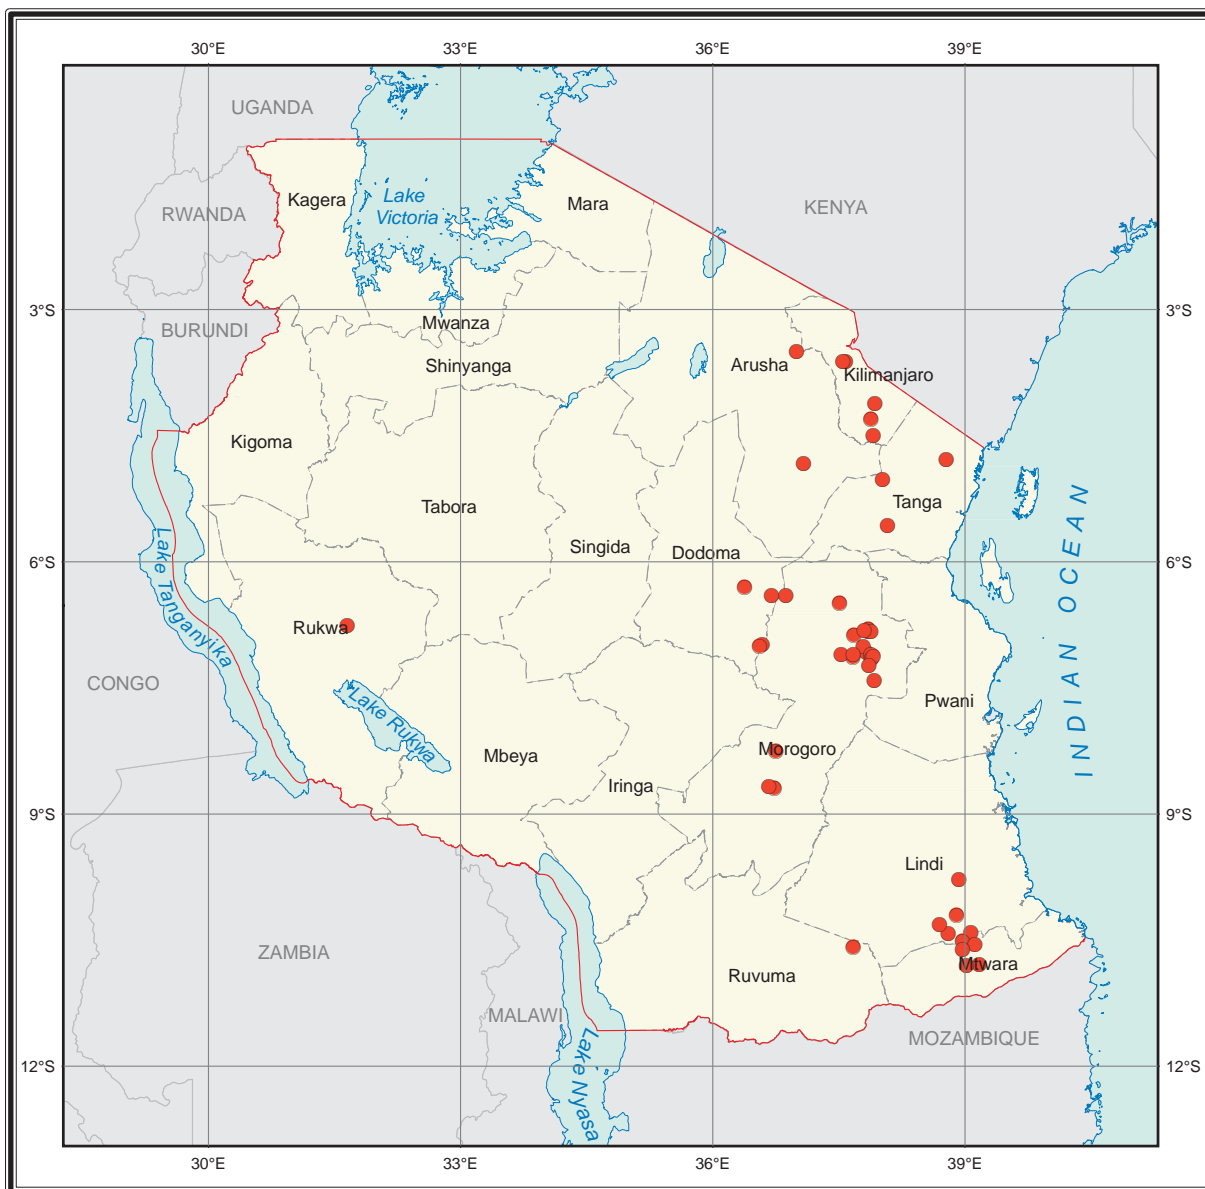 30°E 33°E 36°E 39°E
UGANDA
Kagera
Lake
Victoria
Mara
RWANDA
KENYA
3°S 3°S
BURUNDI
Mwanza
Shinyanga
Arusha
Kilimanjaro
Kigoma
Tabora
Tanga
Singida
Dodoma
6°S 6°S
Lake Tanganyika
INDIAN OCEAN
Rukwa
CONGO
Lake Rukwa
Pwani
Mbeya
Morogoro
Iringa
9°S 9°S
Lindi
ZAMBIA
Ruvuma
Mtwara
MALAWI
MOZAMBIQUE
Lake Nyasa
12°S 12°S
30°E 33°E 36°E 39°E